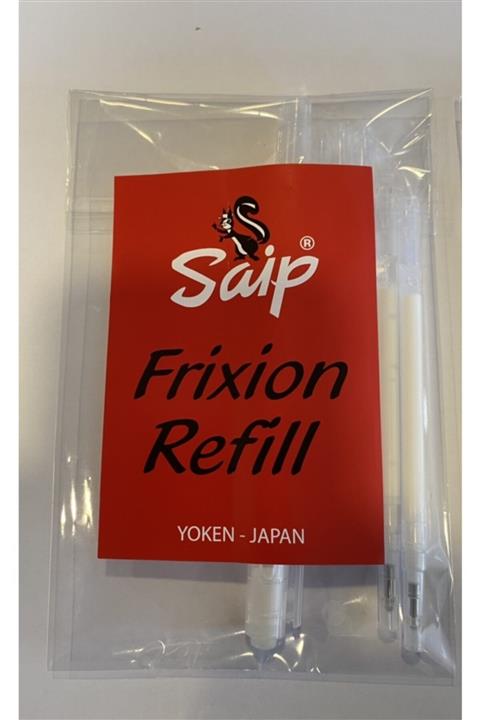 Saip®
Frixion
Refill
YOKEN - JAPAN